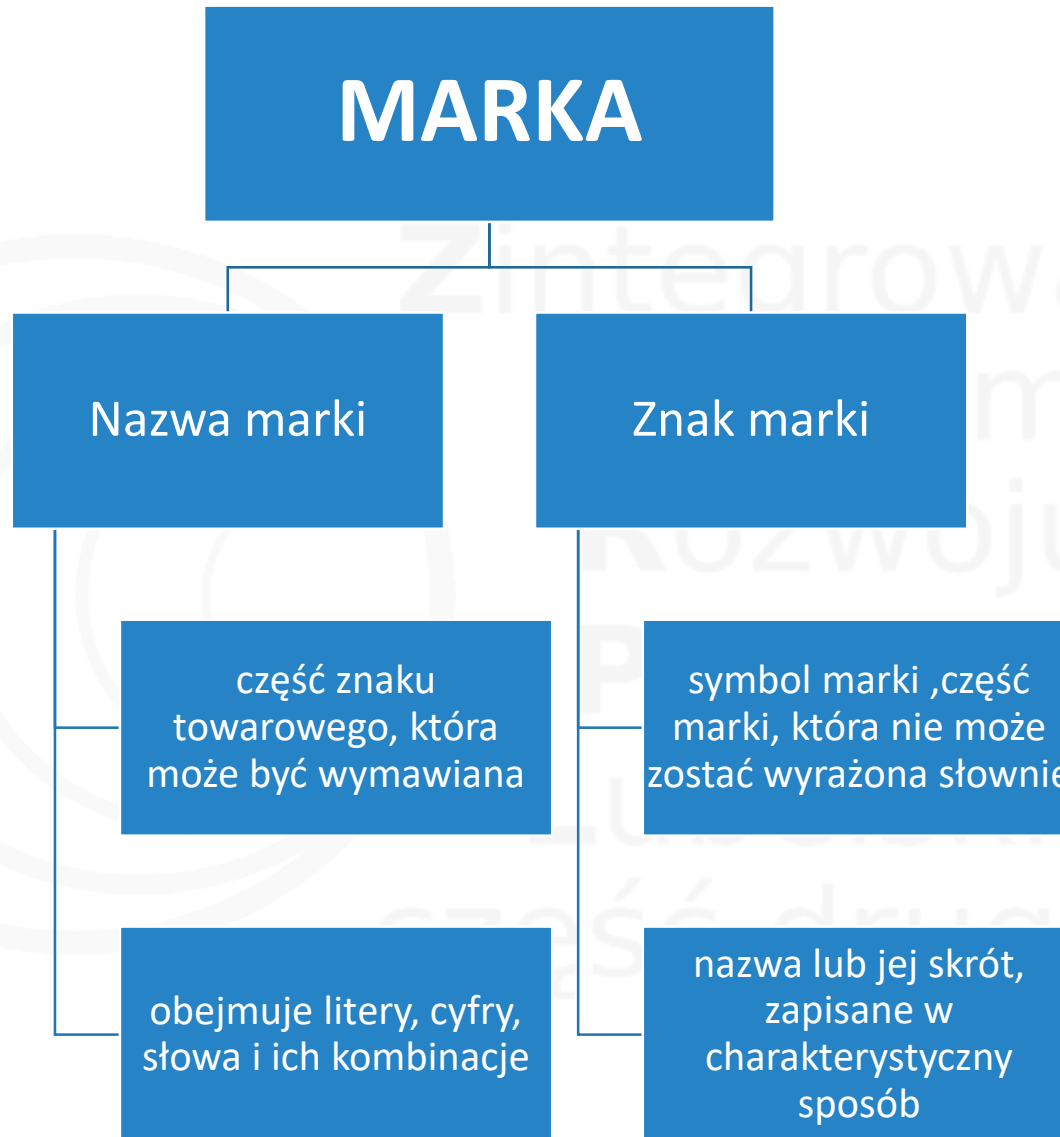 MARKA
Nazwa marki
Znak marki
część znaku
towarowego, która
może być wymawiana
symbol marki ,część
marki, która nie może
zostać wyrażona słownie
obejmuje litery, cyfry,
słowa i ich kombinacje
nazwa lub jej skrót,
zapisane w
charakterystyczny
sposób